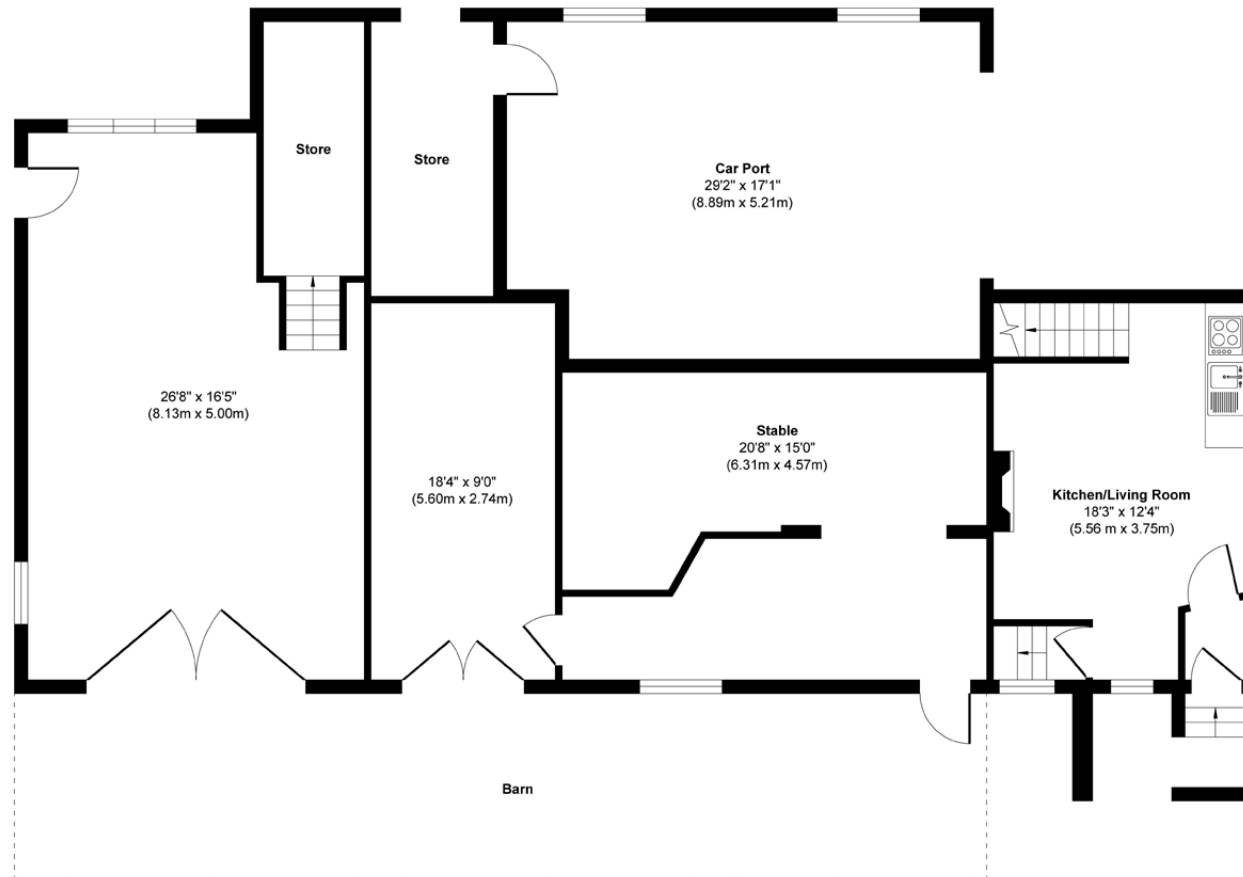 Store
Store
Car Port
29'2" x 17'1"
(8.89m x 5.21m)
26'8" x 16'5"
(8.13m x 5.00m)
18'4" x 9'0"
(5.60m x 2.74m)
Stable
20'8" x 15'0"
(6.31m x 4.57m)
Kitchen/Living Room
18'3" x 12'4"
(5.56 m x 3.75m)
Barn